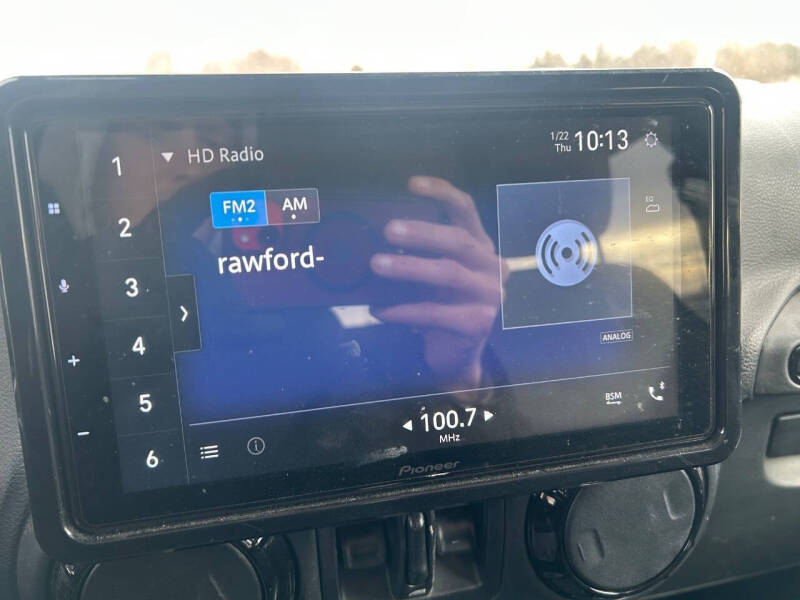 HD Radio
1/22
Thu
10:13
1
FM2 AM
EQ
2
rawford-
3
4
ANALOG
5
BSM
100.7
MHz
6
Pioneer